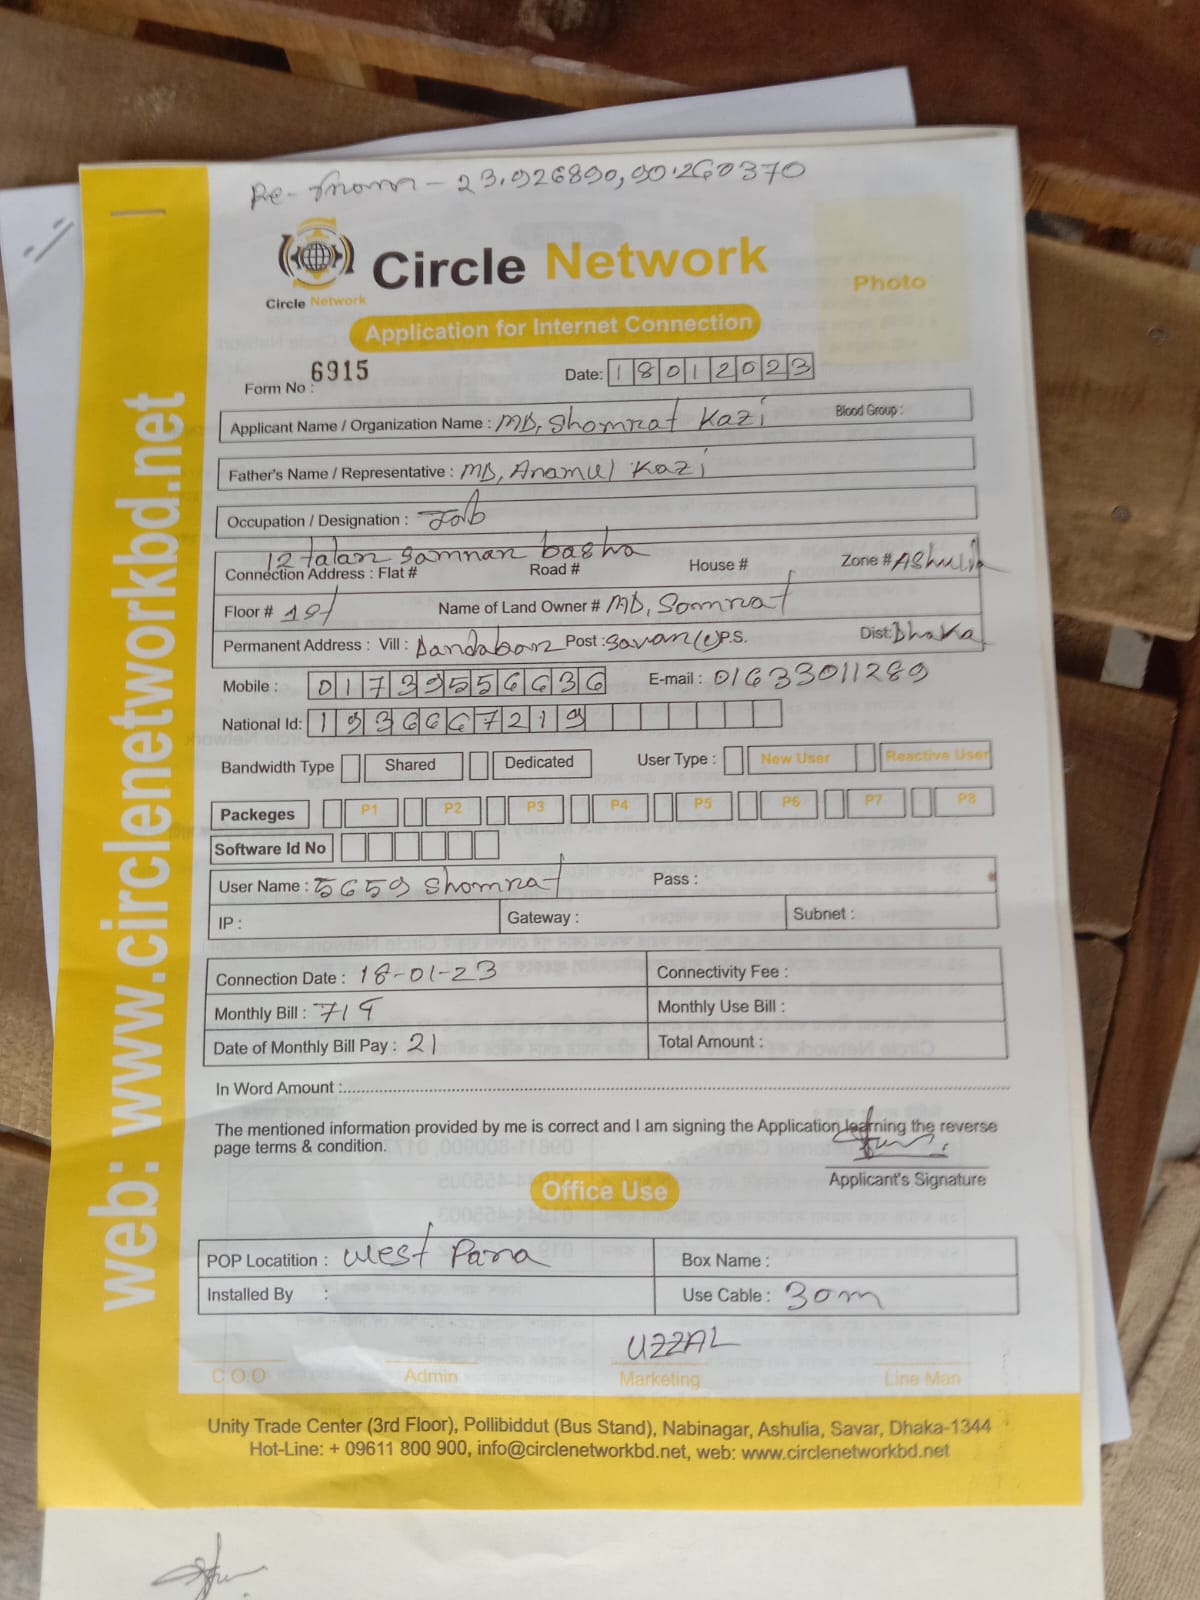 Re- 23.926890, 90.260370
Circle Network
Circle Network
Photo
Application for Internet Connection
Form No : 6915
Date: 18012023
Applicant Name / Organization Name : MD, Shomrat Kazi Blood Group :
Father's Name / Representative : MD, Anamul Kazi
Occupation / Designation : Job
12 talar samnar basha
Connection Address : Flat # Road # House # Zone # AShulia
Floor # 1st Name of Land Owner # MD, Somrat
Permanent Address : Vill : Dandabor Post : Savar P.S. Dist: Dhaka
Mobile : 01739556636 E-mail : 01633011289
National Id: 1936667219
Bandwidth Type Shared Dedicated User Type : New User Reactive User
Packeges P1 P2 P3 P4 P5 P6 P7 P8
Software Id No
User Name : 5659 Shomrat Pass :
IP : Gateway : Subnet :
Connection Date : 18-01-23 Connectivity Fee :
Monthly Bill : 719 Monthly Use Bill :
Date of Monthly Bill Pay : 21 Total Amount :
In Word Amount :
The mentioned information provided by me is correct and I am signing the Application learning the reverse
page terms & condition.
Applicant's Signature
Office Use
POP Locatition : West Para Box Name :
Installed By : Use Cable : 30m
UZZAL
C.O.O Admin Marketing Line Man
Unity Trade Center (3rd Floor), Pollibiddut (Bus Stand), Nabinagar, Ashulia, Savar, Dhaka-1344
Hot-Line: + 09611 800 900, info@circlenetworkbd.net, web: www.circlenetworkbd.net
web: www.circlenetworkbd.net